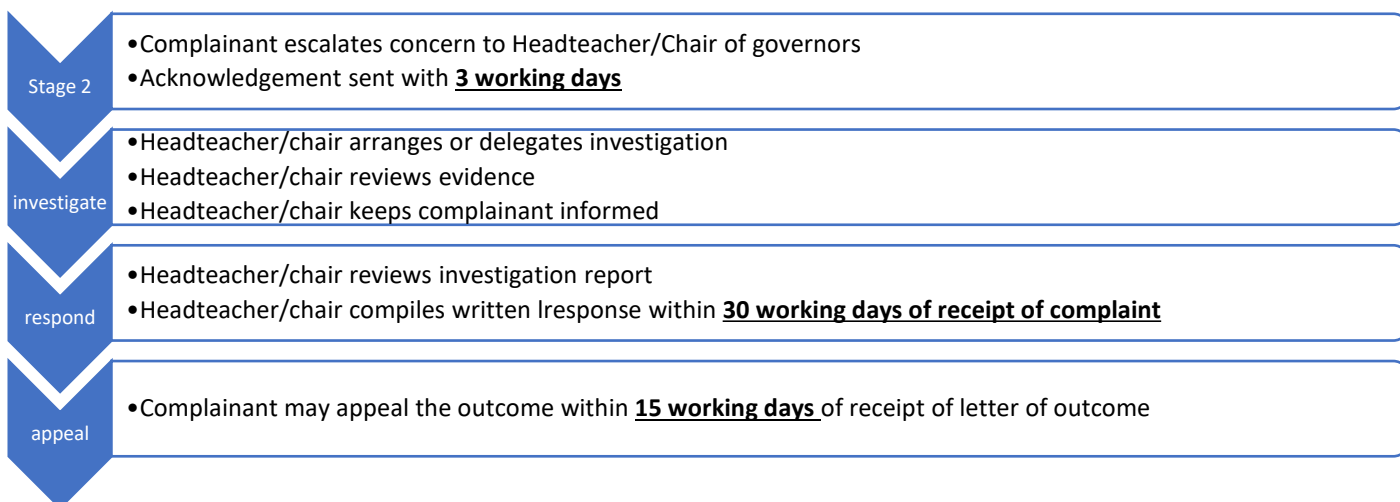 Stage 2
•Complainant escalates concern to Headteacher/Chair of governors
•Acknowledgement sent with 3 working days
investigate
•Headteacher/chair arranges or delegates investigation
•Headteacher/chair reviews evidence
•Headteacher/chair keeps complainant informed
respond
•Headteacher/chair reviews investigation report
•Headteacher/chair compiles written lresponse within 30 working days of receipt of complaint
appeal
•Complainant may appeal the outcome within 15 working days of receipt of letter of outcome